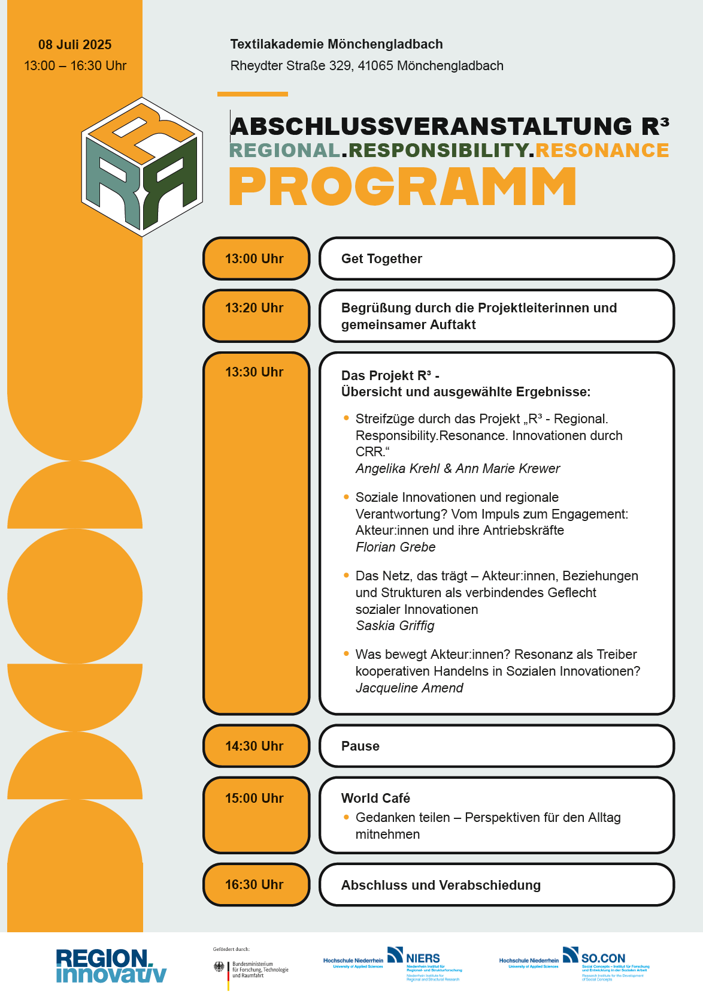 08 Juli 2025
13:00 – 16:30 Uhr
Textilakademie Mönchengladbach
Rheydter Straße 329, 41065 Mönchengladbach
R
R R
ABSCHLUSSVERANSTALTUNG R³
REGIONAL.RESPONSIBILITY.RESONANCE
PROGRAMM
13:00 Uhr
Get Together
13:20 Uhr
Begrüßung durch die Projektleiterinnen und
gemeinsamer Auftakt
13:30 Uhr
Das Projekt R³ -
Übersicht und ausgewählte Ergebnisse:
• Streifzüge durch das Projekt „R³ - Regional.
Responsibility.Resonance. Innovationen durch
CRR.“
Angelika Krehl & Ann Marie Krewer
• Soziale Innovationen und regionale
Verantwortung? Vom Impuls zum Engagement:
Akteur:innen und ihre Antriebskräfte
Florian Grebe
• Das Netz, das trägt – Akteur:innen, Beziehungen
und Strukturen als verbindendes Geflecht
sozialer Innovationen
Saskia Griffig
• Was bewegt Akteur:innen? Resonanz als Treiber
kooperativen Handelns in Sozialen Innovationen?
Jacqueline Amend
14:30 Uhr
Pause
15:00 Uhr
World Café
• Gedanken teilen – Perspektiven für den Alltag
mitnehmen
16:30 Uhr
Abschluss und Verabschiedung
REGION.
innovativ
Gefördert durch:
Bundesministerium
für Forschung, Technologie
und Raumfahrt
Hochschule Niederrhein
University of Applied Sciences
NIERS
Niederrhein Institut für
Regional- und Strukturforschung
Niederrhein Institute for
Regional and Structural Research
Hochschule Niederrhein
University of Applied Sciences
SO.CON
Social Concepts – Institut für Forschung
und Entwicklung in der Sozialen Arbeit
Research Institute for the Development
of Social Concepts